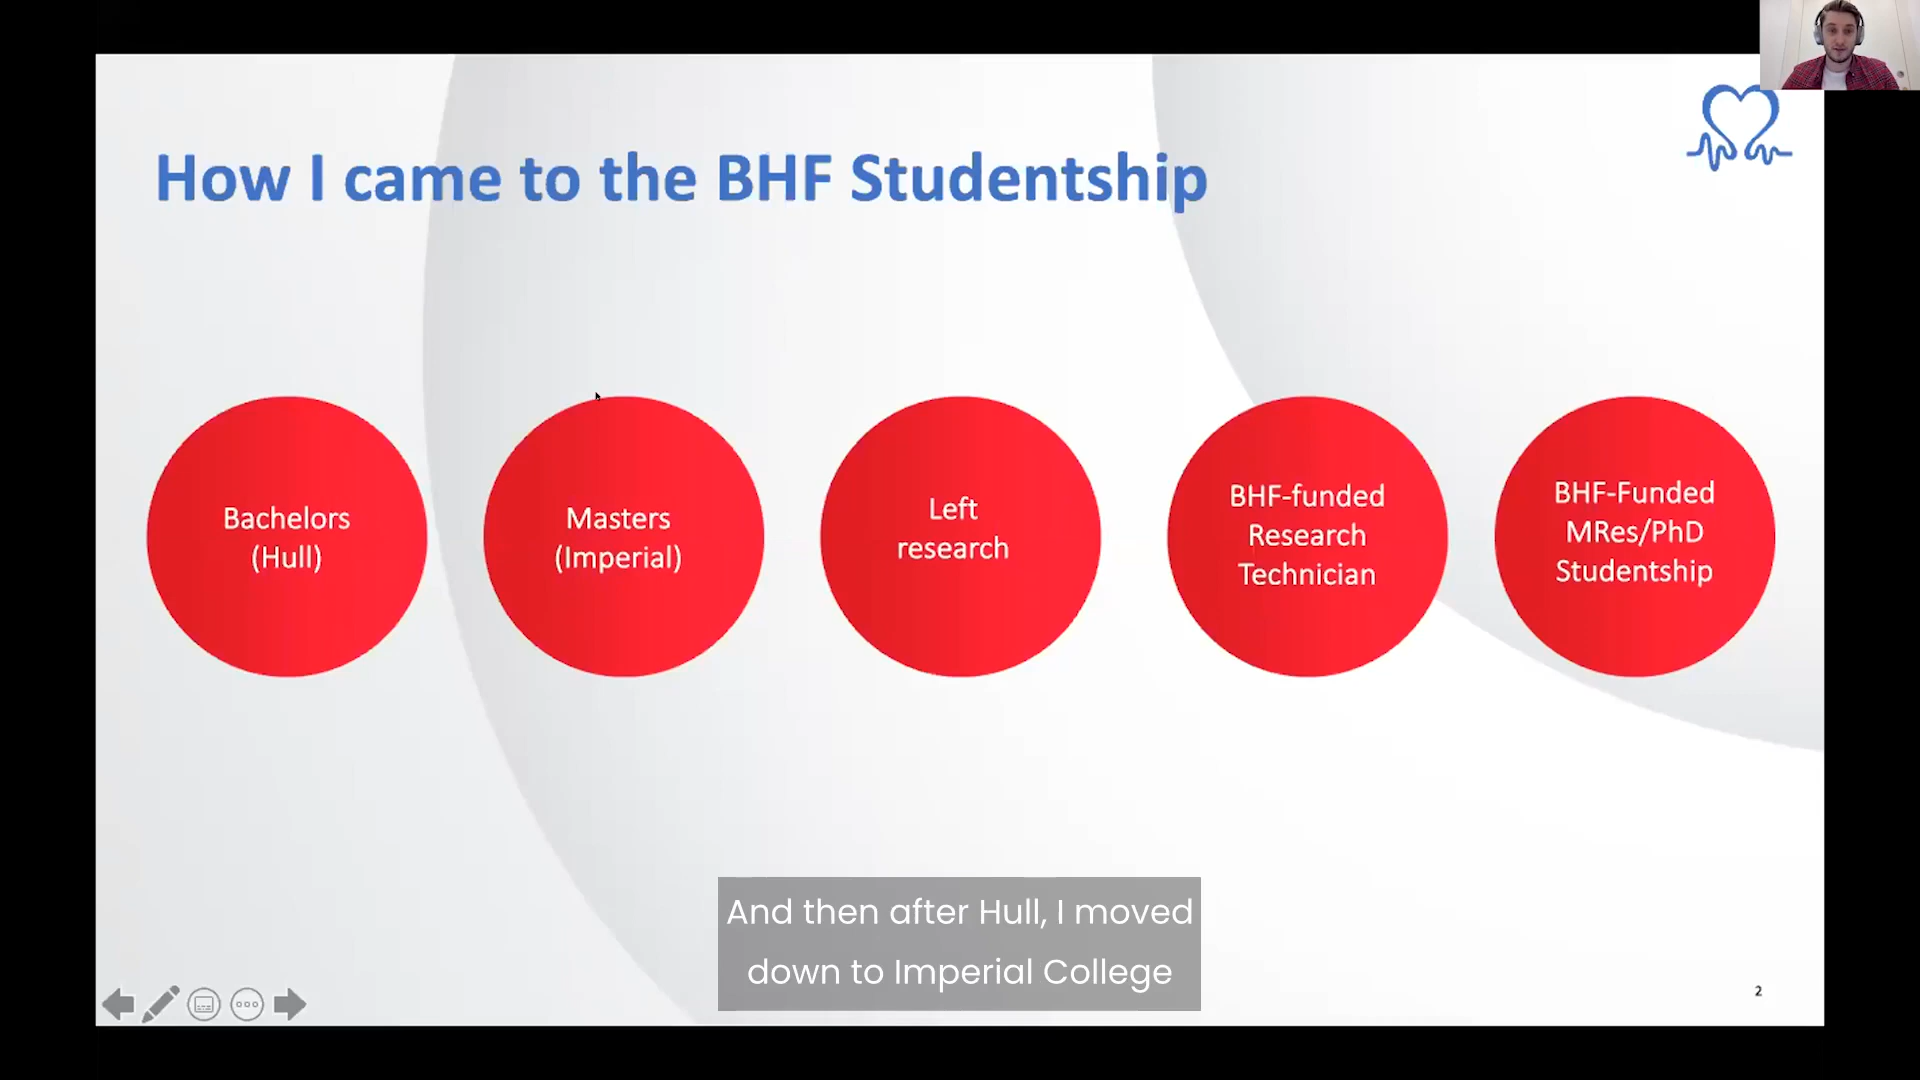 How I came to the BHF Studentship
Bachelors
(Hull)
Masters
(Imperial)
Left
research
BHF-funded
Research
Technician
BHF-Funded
MRes/PhD
Studentship
And then after Hull, I moved
down to Imperial College
2